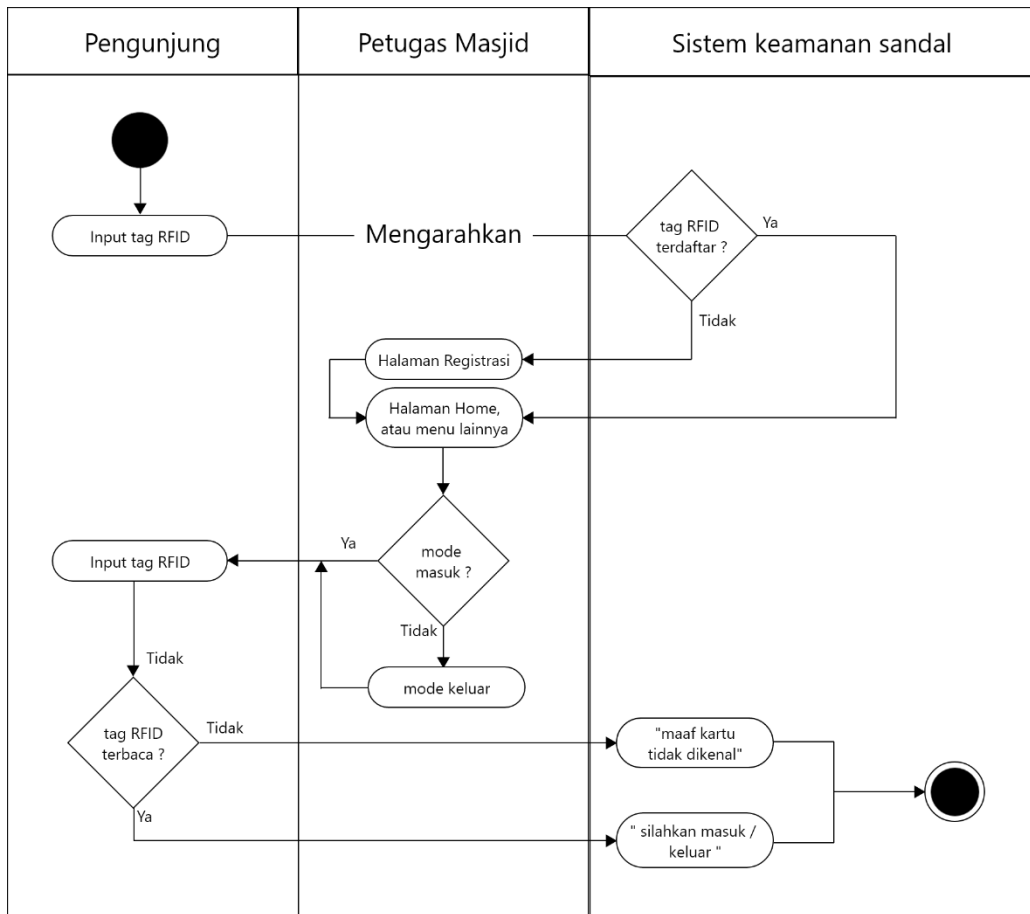 Pengunjung
Petugas Masjid
Sistem keamanan sandal
Input tag RFID
Mengarahkan
tag RFID
terdaftar ?
Ya
Tidak
Halaman Registrasi
Halaman Home,
atau menu lainnya
Input tag RFID
Ya
mode
masuk ?
Tidak
mode keluar
Tidak
tag RFID
terbaca ?
Tidak
Ya
"maaf kartu
tidak dikenal"
" silahkan masuk /
keluar "